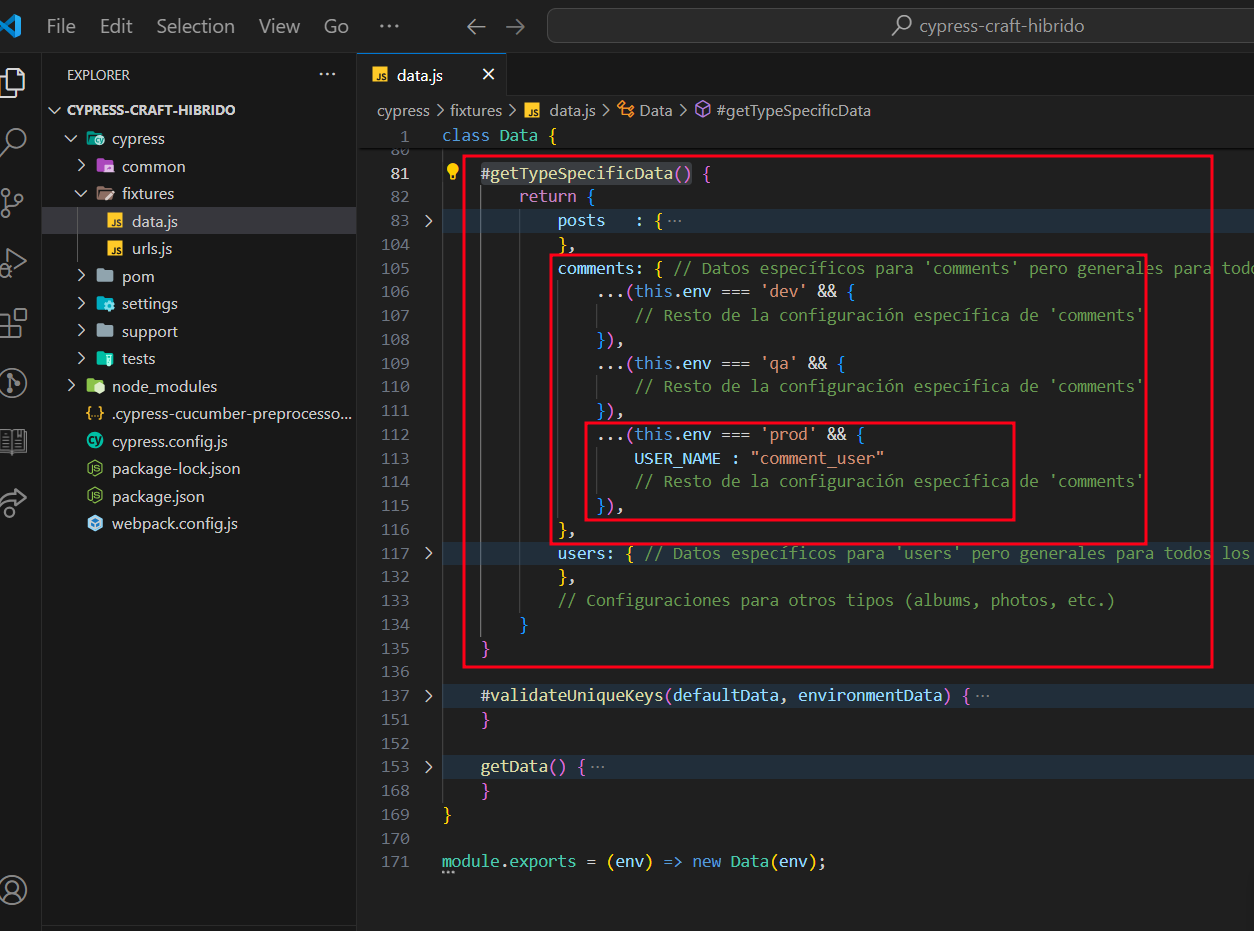 File Edit Selection View Go ··· cypress-craft-hibrido
EXPLORER ···
CYPRESS-CRAFT-HIBRIDO
cypress
common
fixtures
data.js
urls.js
pom
settings
support
tests
node_modules
.cypress-cucumber-preprocesso...
cypress.config.js
package-lock.json
package.json
webpack.config.js
data.js
cypress > fixtures > data.js > Data > #getTypeSpecificData
1 class Data {
80
81 #getTypeSpecificData() {
82 return {
83 posts : { ···
104 },
105 comments: { // Datos específicos para 'comments' pero generales para todo
106 ...(this.env === 'dev' && {
107 // Resto de la configuración específica de 'comments'
108 }),
109 ...(this.env === 'qa' && {
110 // Resto de la configuración específica de 'comments'
111 }),
112 ...(this.env === 'prod' && {
113 USER_NAME : "comment_user"
114 // Resto de la configuración específica de 'comments'
115 }),
116 },
117 users: { // Datos específicos para 'users' pero generales para todos los
132 },
133 // Configuraciones para otros tipos (albums, photos, etc.)
134 }
135 }
136
137 #validateUniqueKeys(defaultData, environmentData) { ···
151 }
152
153 getData() { ···
168 }
169 }
170
171 module.exports = (env) => new Data(env);